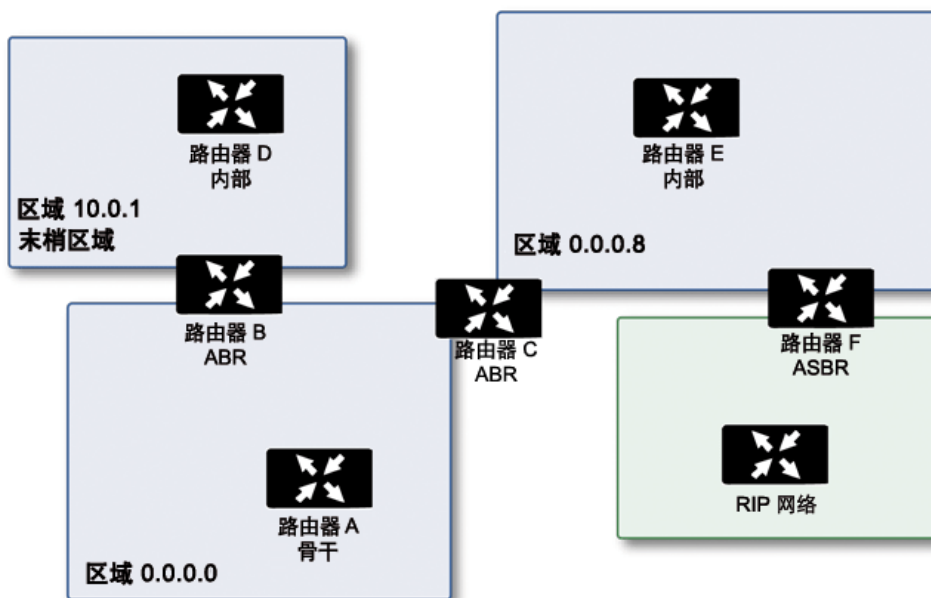 路由器 D
内部
区域 10.0.1
末梢区域
路由器 E
内部
区域 0.0.0.8
路由器 B
ABR
路由器 C
ABR
路由器 F
ASBR
路由器 A
骨干
区域 0.0.0.0
RIP 网络